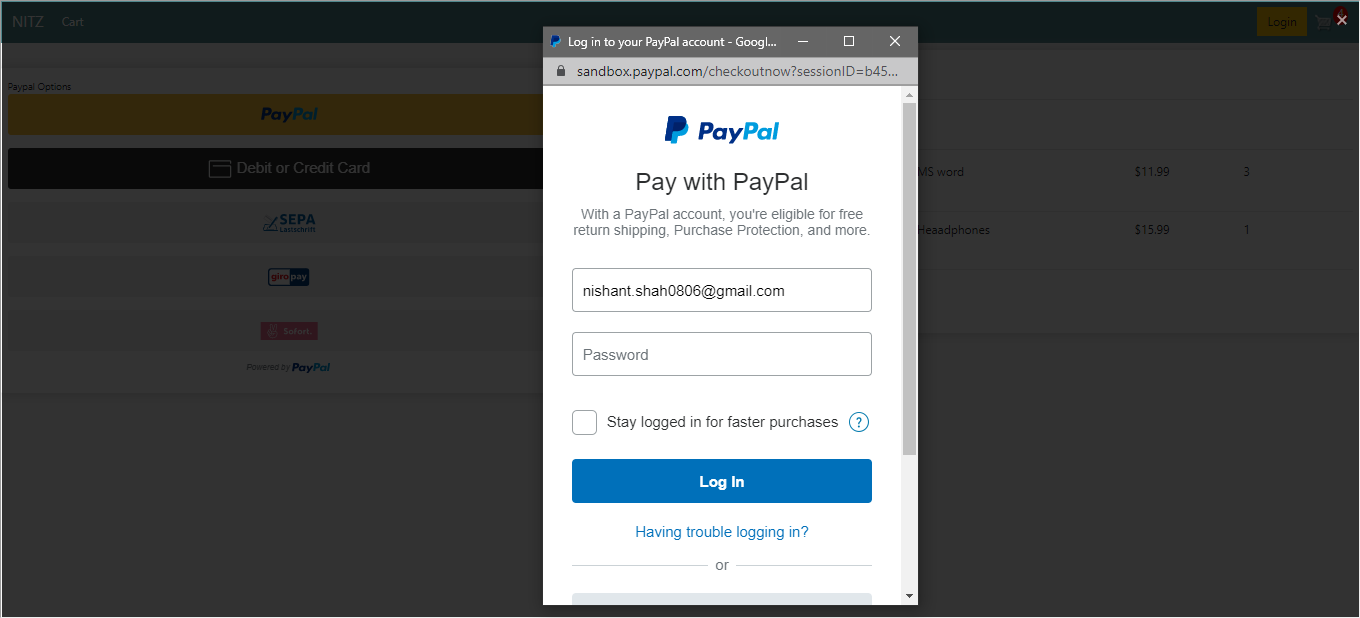 NITZ Cart Login
Paypal Options
PayPal
Debit or Credit Card
SEPA
Lastschrift
giropay
Sofort.
Powered by PayPal
MS word $11.99 3
Heaadphones $15.99 1
Log in to your PayPal account - Googl...
sandbox.paypal.com/checkoutnow?sessionID=b45...
PayPal
Pay with PayPal
With a PayPal account, you're eligible for free
return shipping, Purchase Protection, and more.
nishant.shah0806@gmail.com
Password
Stay logged in for faster purchases ?
Log In
Having trouble logging in?
or